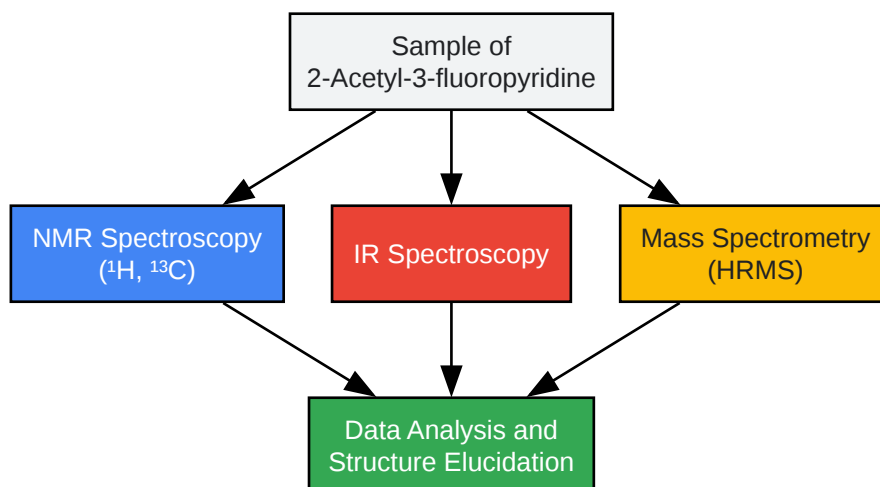 Sample of
2-Acetyl-3-fluoropyridine
NMR Spectroscopy
(¹H, ¹³C)
IR Spectroscopy
Mass Spectrometry
(HRMS)
Data Analysis and
Structure Elucidation